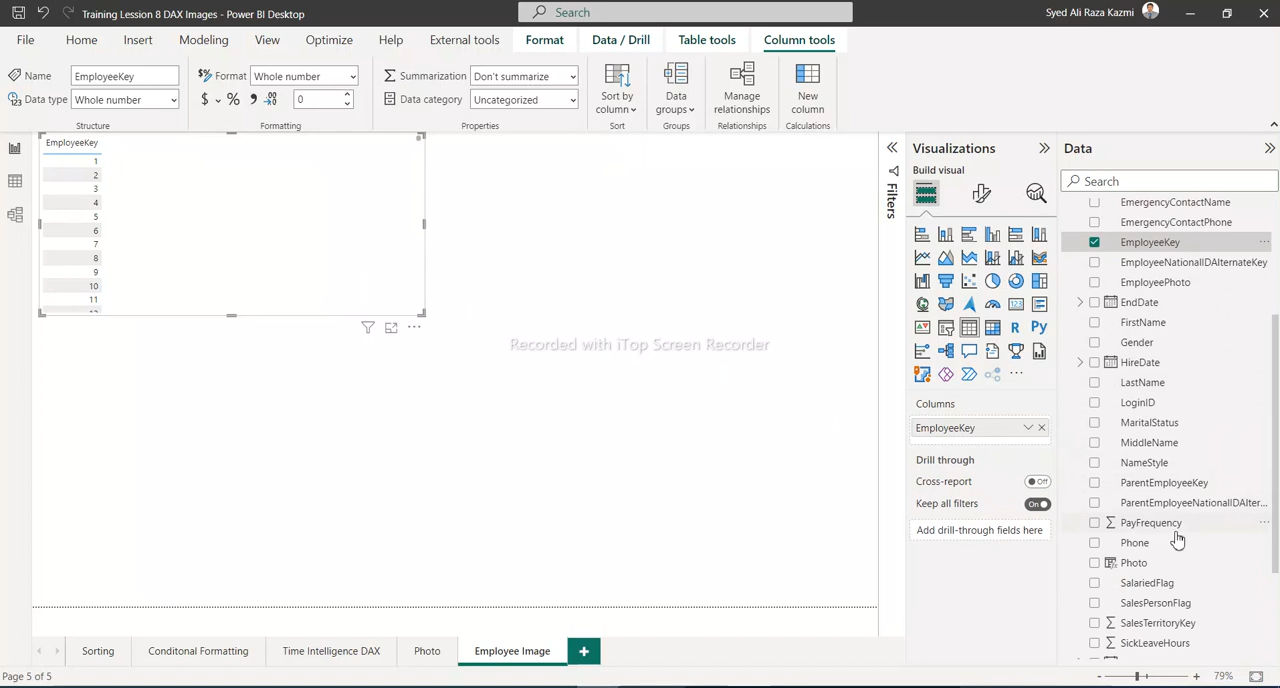 Training Lession 8 DAX Images - Power BI Desktop
Search
Syed Ali Raza Kazmi
File Home Insert Modeling View Optimize Help External tools Format Data / Drill Table tools Column tools
Name EmployeeKey
Data type Whole number
Structure
Format Whole number
$ % 0
Formatting
Summarization Don't summarize
Data category Uncategorized
Properties
Sort by column
Sort
Data groups
Groups
Manage relationships
Relationships
New column
Calculations
EmployeeKey
1
2
3
4
5
6
7
8
9
10
11
Recorded with iTop Screen Recorder
Filters
Visualizations
Build visual
R Py
Columns
EmployeeKey
Drill through
Cross-report Off
Keep all filters On
Add drill-through fields here
Data
Search
EmergencyContactName
EmergencyContactPhone
EmployeeKey
EmployeeNationalIDAlternateKey
EmployeePhoto
EndDate
FirstName
Gender
HireDate
LastName
LoginID
MaritalStatus
MiddleName
NameStyle
ParentEmployeeKey
ParentEmployeeNationalIDAlter...
PayFrequency
Phone
Photo
SalariedFlag
SalesPersonFlag
SalesTerritoryKey
SickLeaveHours
Sorting Conditonal Formatting Time Intelligence DAX Photo Employee Image
Page 5 of 5
79%